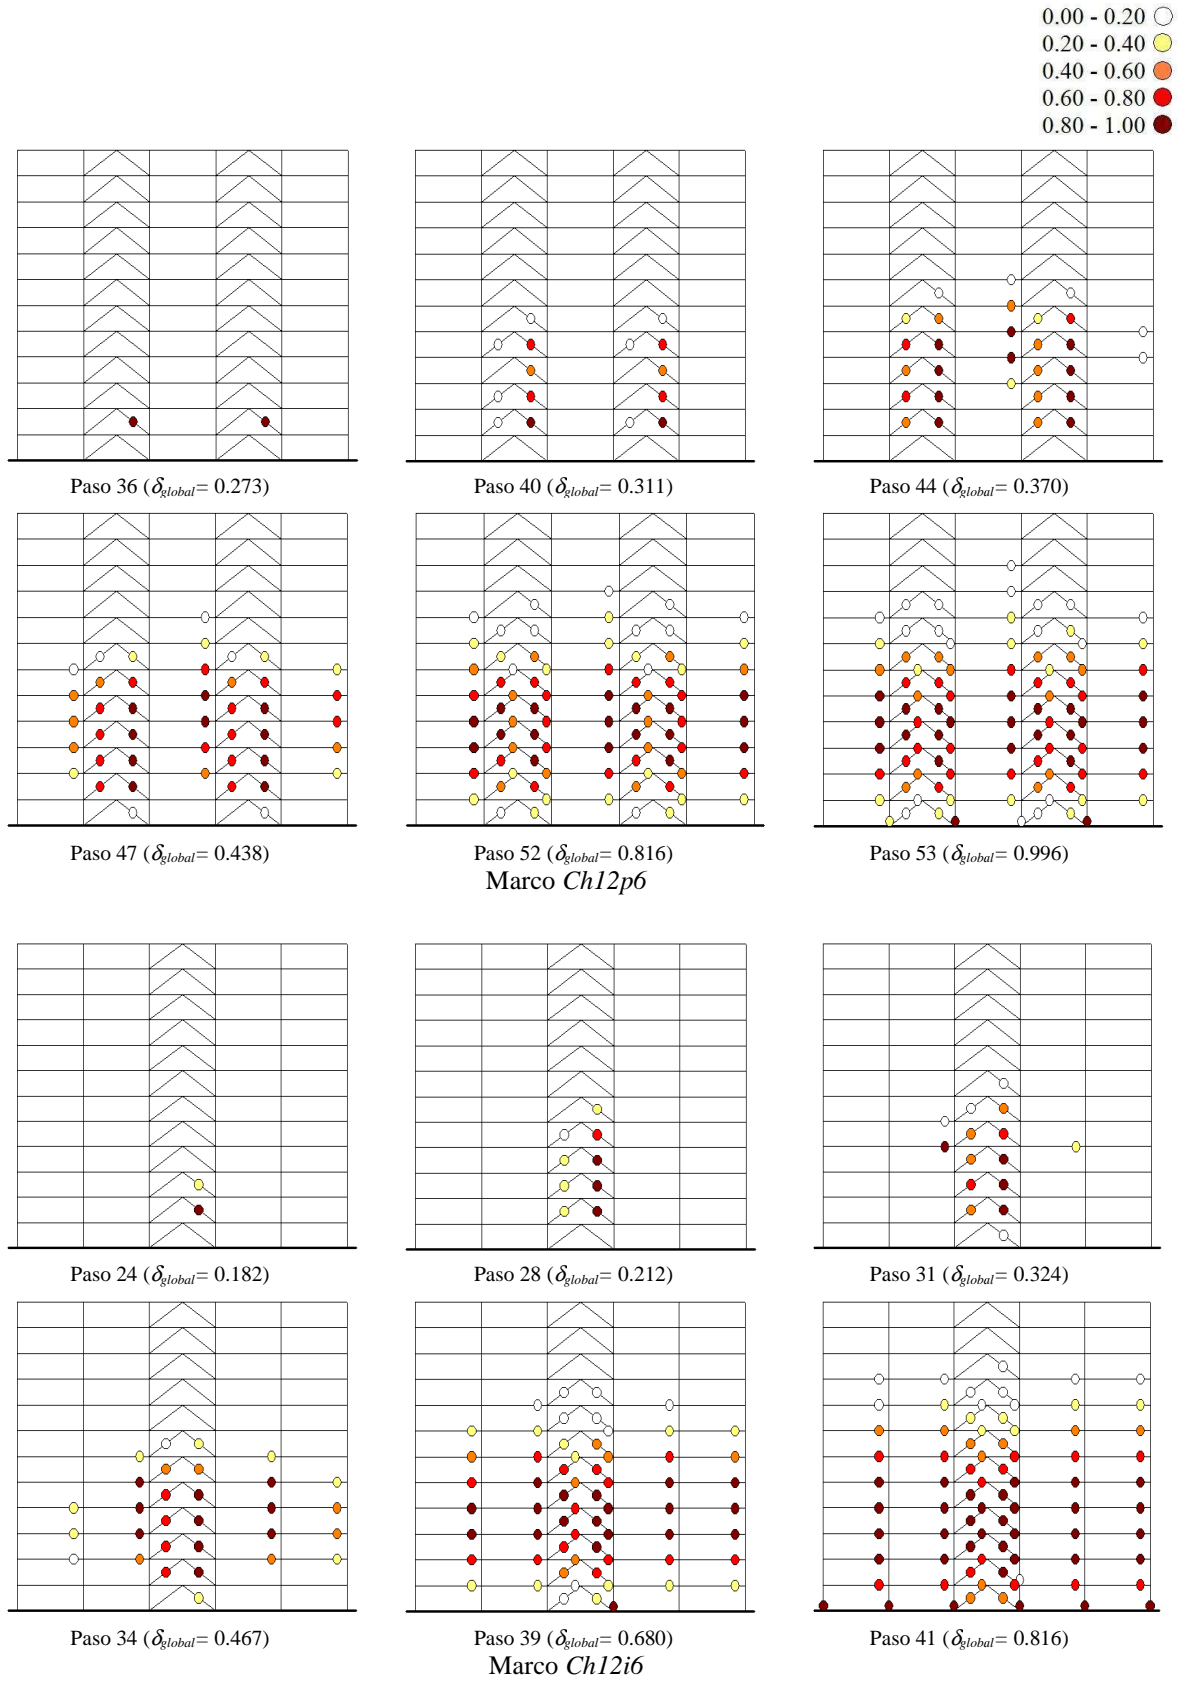 0.00 - 0.20
0.20 - 0.40
0.40 - 0.60
0.60 - 0.80
0.80 - 1.00
Paso 36 (δglobal= 0.273)
Paso 40 (δglobal= 0.311)
Paso 44 (δglobal= 0.370)
Paso 47 (δglobal= 0.438)
Paso 52 (δglobal= 0.816)
Paso 53 (δglobal= 0.996)
Marco Ch12p6
Paso 24 (δglobal= 0.182)
Paso 28 (δglobal= 0.212)
Paso 31 (δglobal= 0.324)
Paso 34 (δglobal= 0.467)
Paso 39 (δglobal= 0.680)
Paso 41 (δglobal= 0.816)
Marco Ch12i6